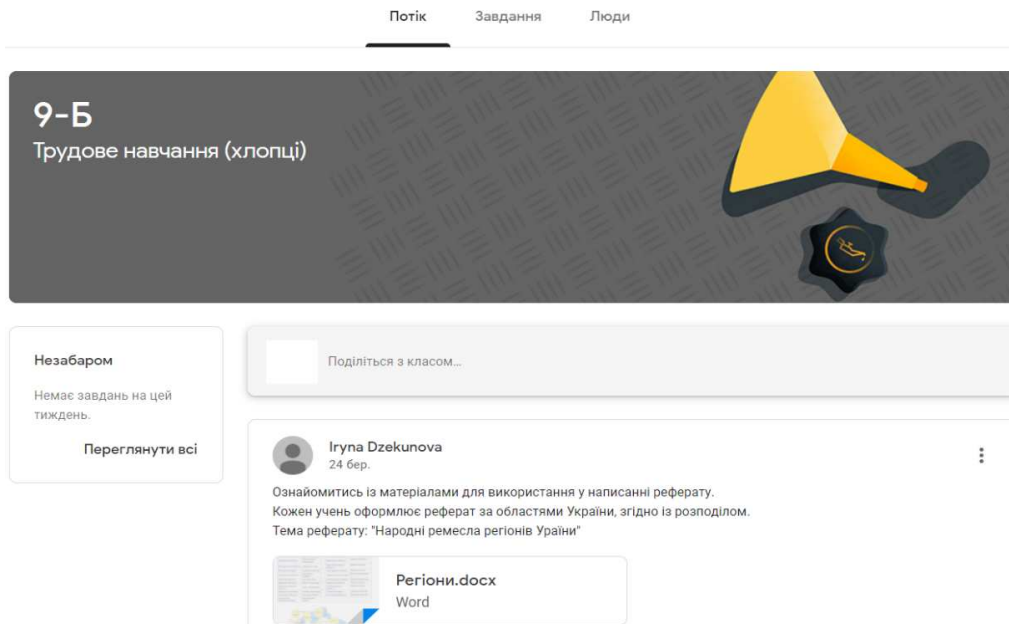 Потік Завдання Люди
9-Б
Трудове навчання (хлопці)
Незабаром
Немає завдань на цей
тиждень.
Переглянути всі
Поділіться з класом...
Iryna Dzekunova
24 бер.
Ознайомитись із матеріалами для використання у написанні реферату.
Кожен учень оформлює реферат за областями України, згідно із розподілом.
Тема реферату: "Народні ремесла регіонів Ураїни"
Регіони.docx
Word